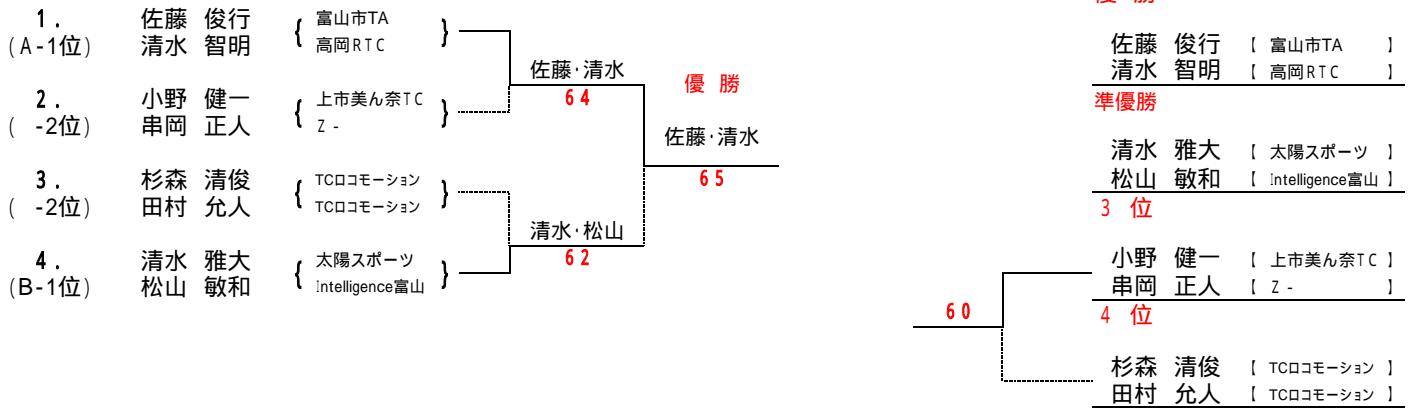 1. 佐藤 俊行 { 富山市TA }
(A-1位) 清水 智明 高岡RTC
佐藤・清水
64
2. 小野 健一 { 上市美ん奈TC }
( -2位) 串岡 正人 Z -
優 勝
佐藤・清水
65
3. 杉森 清俊 { TCロコモーション }
( -2位) 田村 允人 TCロコモーション
清水・松山
62
4. 清水 雅大 { 太陽スポーツ }
(B-1位) 松山 敏和 Intelligence富山
佐藤 俊行 【 富山市TA 】
清水 智明 【 高岡RTC 】
準優勝
清水 雅大 【 太陽スポーツ 】
松山 敏和 【 Intelligence富山 】
3 位
小野 健一 【 上市美ん奈TC 】
串岡 正人 【 Z - 】
60
4 位
杉森 清俊 【 TCロコモーション 】
田村 允人 【 TCロコモーション 】